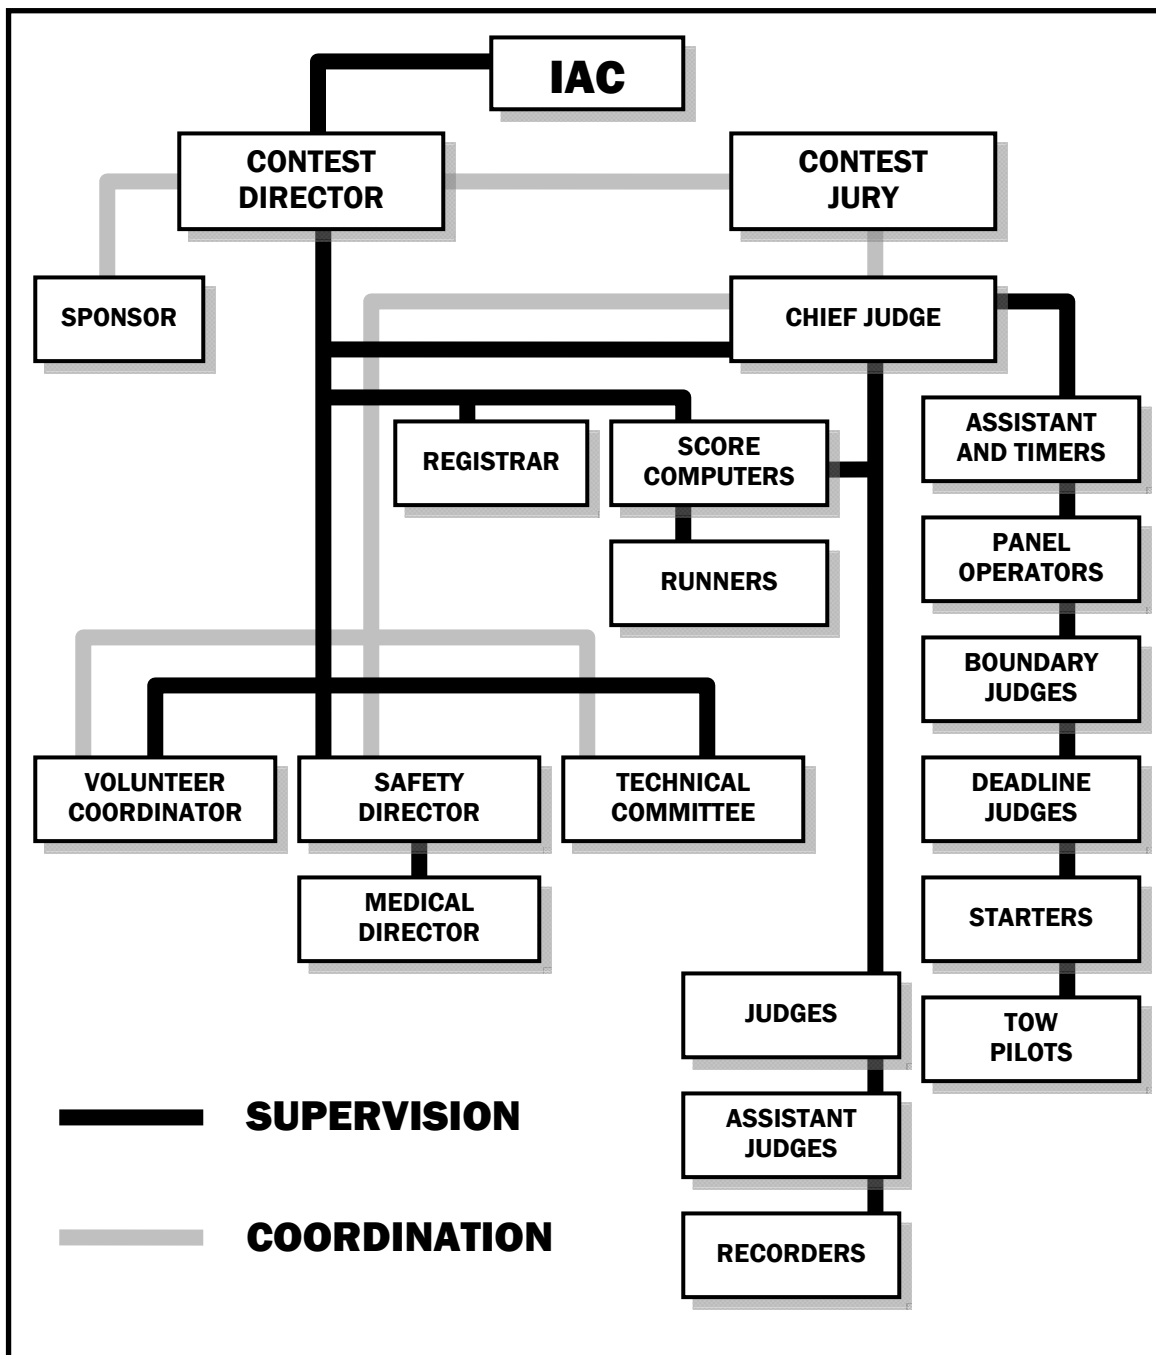 IAC
CONTEST
DIRECTOR
CONTEST
JURY
SPONSOR
CHIEF JUDGE
REGISTRAR
SCORE
COMPUTERS
ASSISTANT
AND TIMERS
RUNNERS
PANEL
OPERATORS
BOUNDARY
JUDGES
VOLUNTEER
COORDINATOR
SAFETY
DIRECTOR
TECHNICAL
COMMITTEE
DEADLINE
JUDGES
MEDICAL
DIRECTOR
STARTERS
JUDGES
TOW
PILOTS
SUPERVISION
ASSISTANT
JUDGES
COORDINATION
RECORDERS